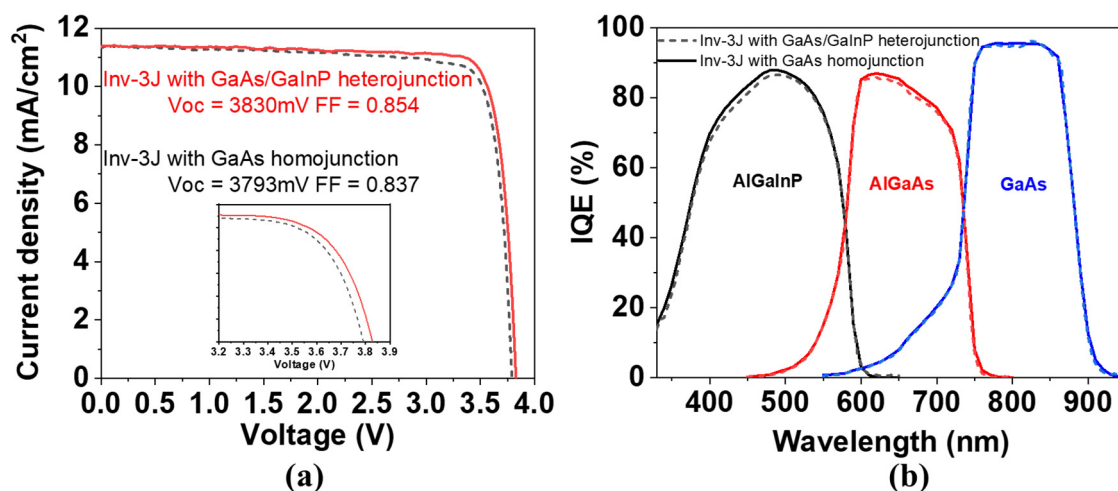 12
10
8
6
4
2
0
Current density (mA/cm²)
Inv-3J with GaAs/GaInP heterojunction
Voc = 3830mV FF = 0.854
Inv-3J with GaAs homojunction
Voc = 3793mV FF = 0.837
3.2 3.3 3.4 3.5 3.6 3.7 3.8 3.9
Voltage (V)
0.0 0.5 1.0 1.5 2.0 2.5 3.0 3.5 4.0
Voltage (V)
(a)
100
80
60
40
20
0
IQE (%)
Inv-3J with GaAs/GaInP heterojunction
Inv-3J with GaAs homojunction
AlGaInP
AlGaAs
GaAs
400 500 600 700 800 900
Wavelength (nm)
(b)